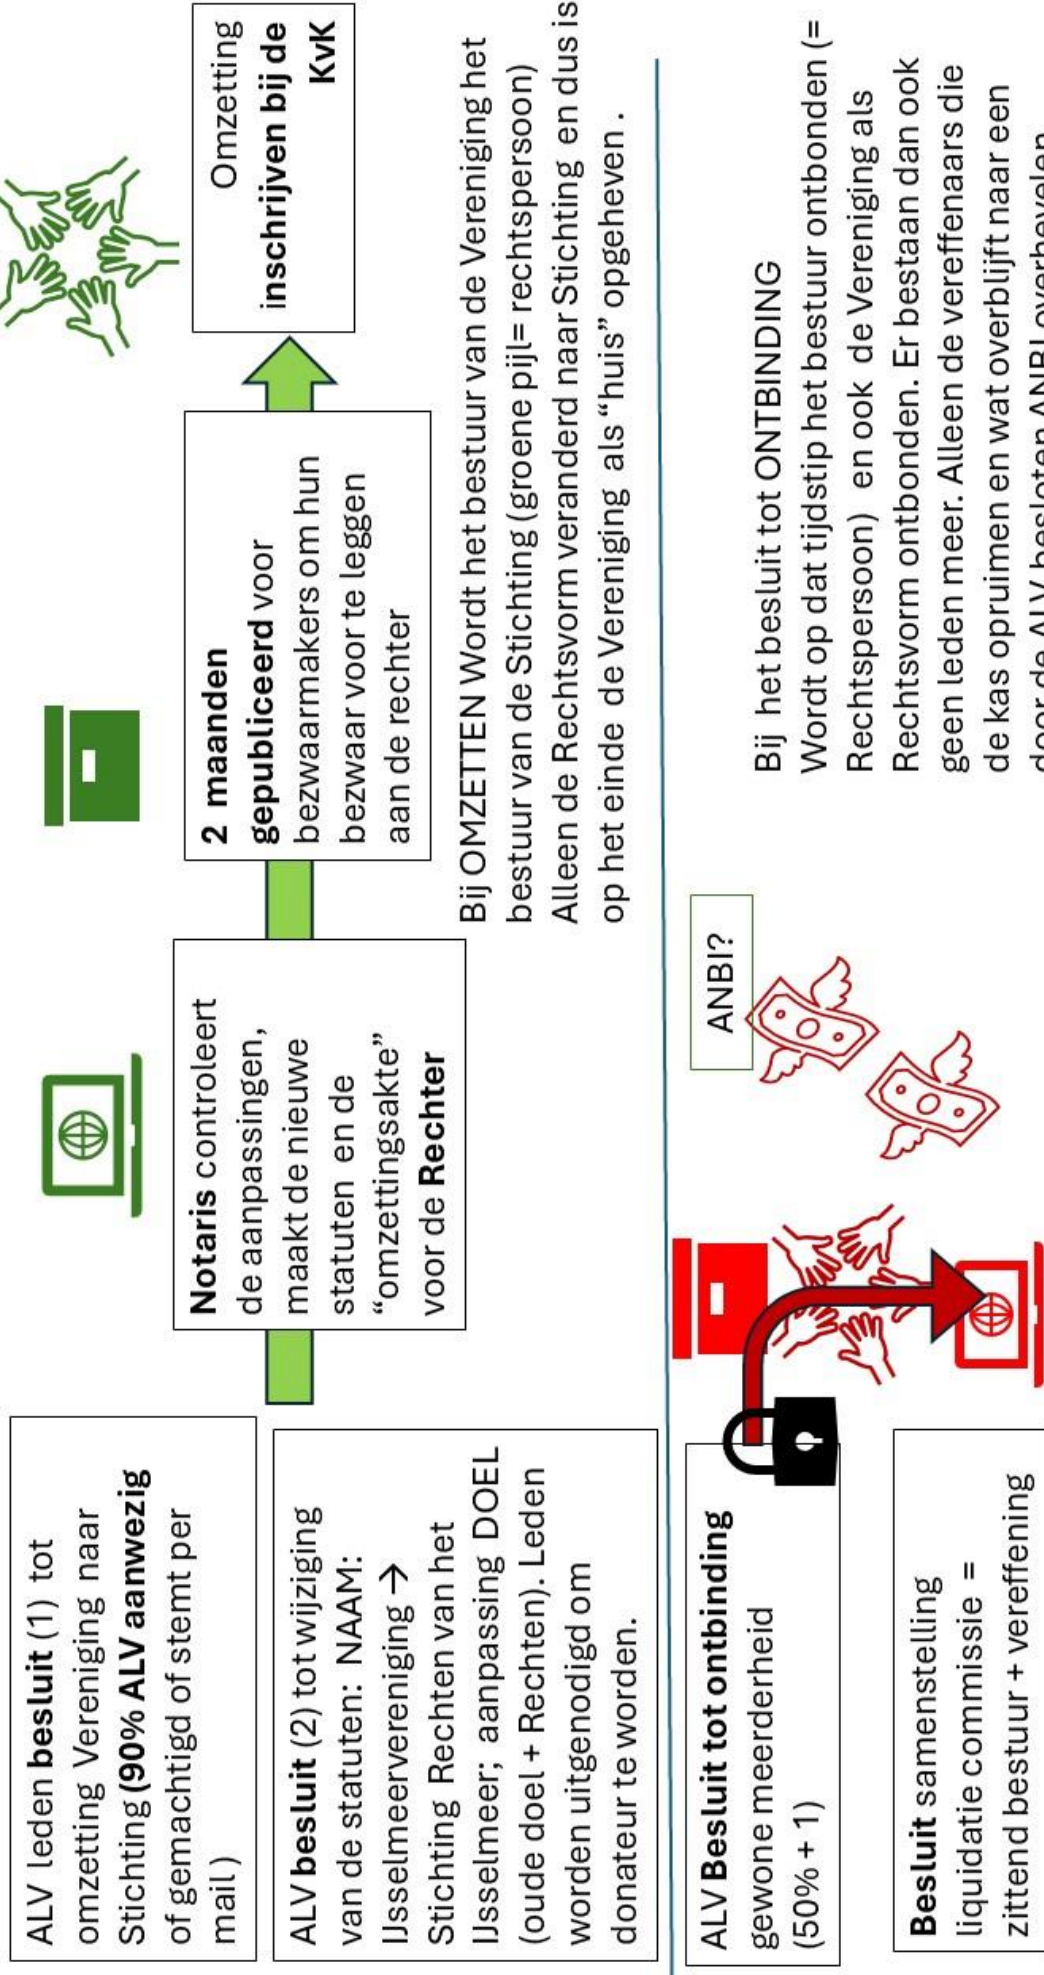 ALV leden besluit (1) tot
omzetting Vereniging naar
Stichting (90% ALV aanwezig
of gemachtigd of stemt per
mail )
ALV besluit (2) tot wijziging
van de statuten: NAAM:
IJsselmeervereniging →
Stichting Rechten van het
IJsselmeer; aanpassing DOEL
(oude doel + Rechten). Leden
worden uitgenodigd om
donateur te worden.
Notaris controleert
de aanpassingen,
maakt de nieuwe
statuten en de
“omzettingsakte”
voor de Rechter
2 maanden
gepubliceerd voor
bezwaarmakers om hun
bezwaar voor te leggen
aan de rechter
Omzetting
inschrijven bij de
KvK
Bij OMZETTEN Wordt het bestuur van de Vereniging het
bestuur van de Stichting (groene pijl= rechtspersoon)
Alleen de Rechtsvorm veranderd naar Stichting en dus is
op het einde de Vereniging als “huis” opgeheven .
ALV Besluit tot ontbinding
gewone meerderheid
(50% + 1)
Besluit samenstelling
liquidatie commissie =
zittend bestuur + vereffening
ANBI?
Bij het besluit tot ONTBINDING
Wordt op dat tijdstip het bestuur ontbonden (=
Rechtspersoon) en ook de Vereniging als
Rechtsvorm ontbonden. Er bestaan dan ook
geen leden meer. Alleen de vereffenaars die
de kas opruimen en wat overblijft naar een
door de ALV besloten ANBI overhevelen